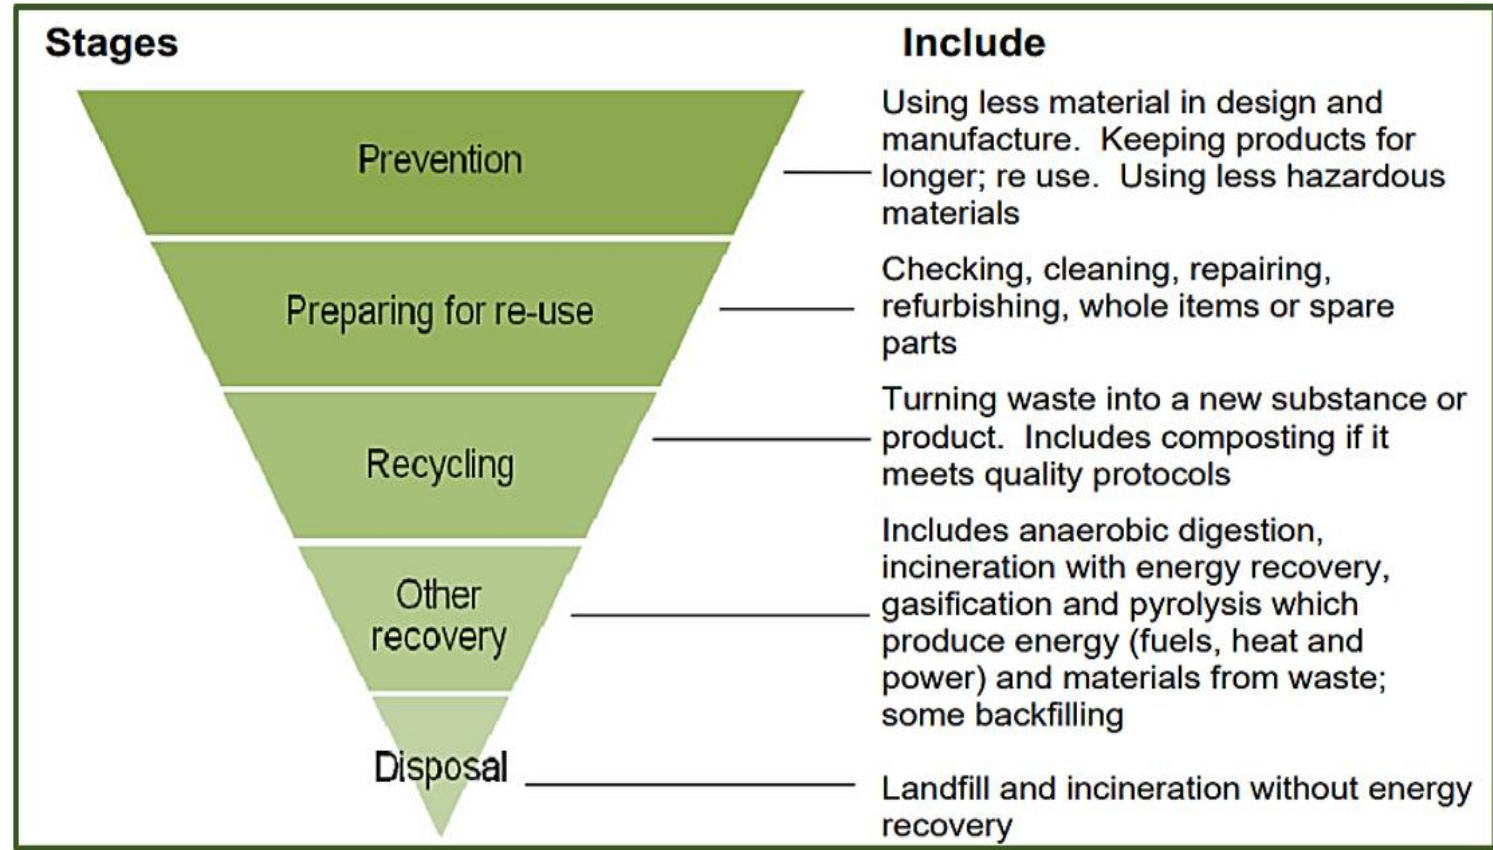 Stages
Include
Prevention
Using less material in design and
manufacture.  Keeping products for
longer; re use.  Using less hazardous
materials
Preparing for re-use
Checking, cleaning, repairing,
refurbishing, whole items or spare
parts
Recycling
Turning waste into a new substance or
product.  Includes composting if it
meets quality protocols
Other
recovery
Includes anaerobic digestion,
incineration with energy recovery,
gasification and pyrolysis which
produce energy (fuels, heat and
power) and materials from waste;
some backfilling
Disposal
Landfill and incineration without energy
recovery